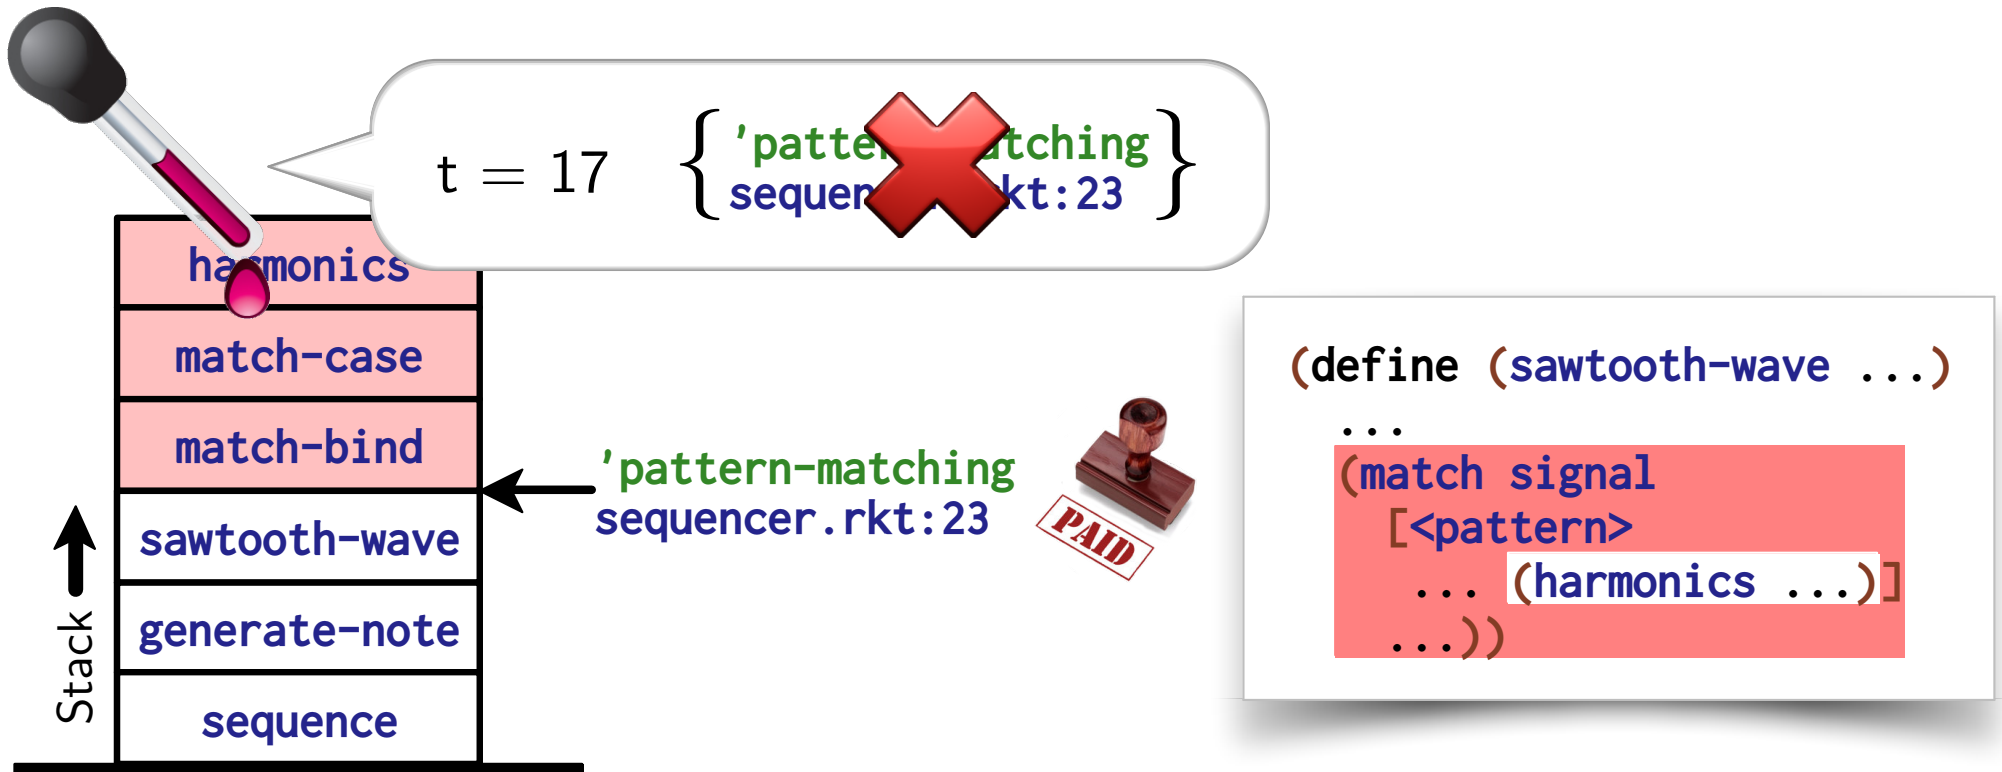 t = 17
{ 'patte tching
sequen kt:23 }
harmonics
match-case
match-bind
sawtooth-wave
generate-note
sequence
Stack
'pattern-matching
sequencer.rkt:23
PAID
(define (sawtooth-wave ...)
...
(match signal
[<pattern>
... (harmonics ...)]
...))